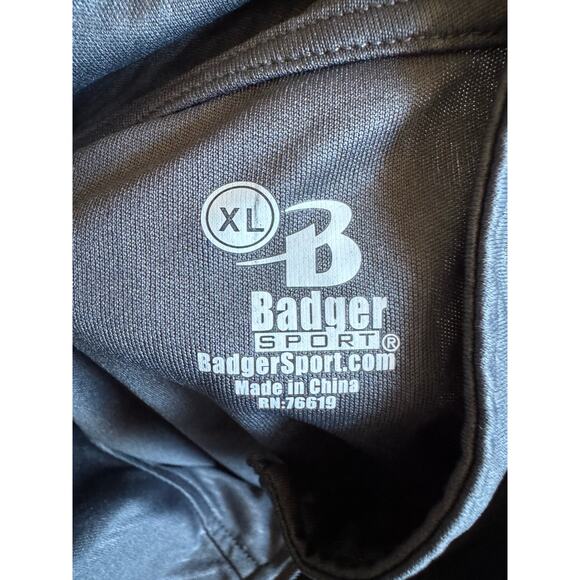 XL
B
Badger
SPORT®
BadgerSport.com
Made in China
RN:76619